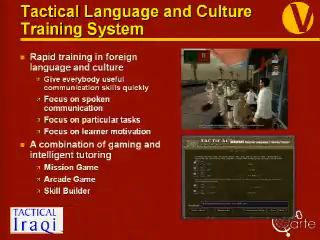 Tactical Language and Culture
Training System
Rapid training in foreign
language and culture
Give everybody useful
communication skills quickly
Focus on spoken
communication
Focus on particular tasks
Focus on learner motivation
A combination of gaming and
intelligent tutoring
Mission Game
Arcade Game
Skill Builder
TACTICAL
Iraqi
arte